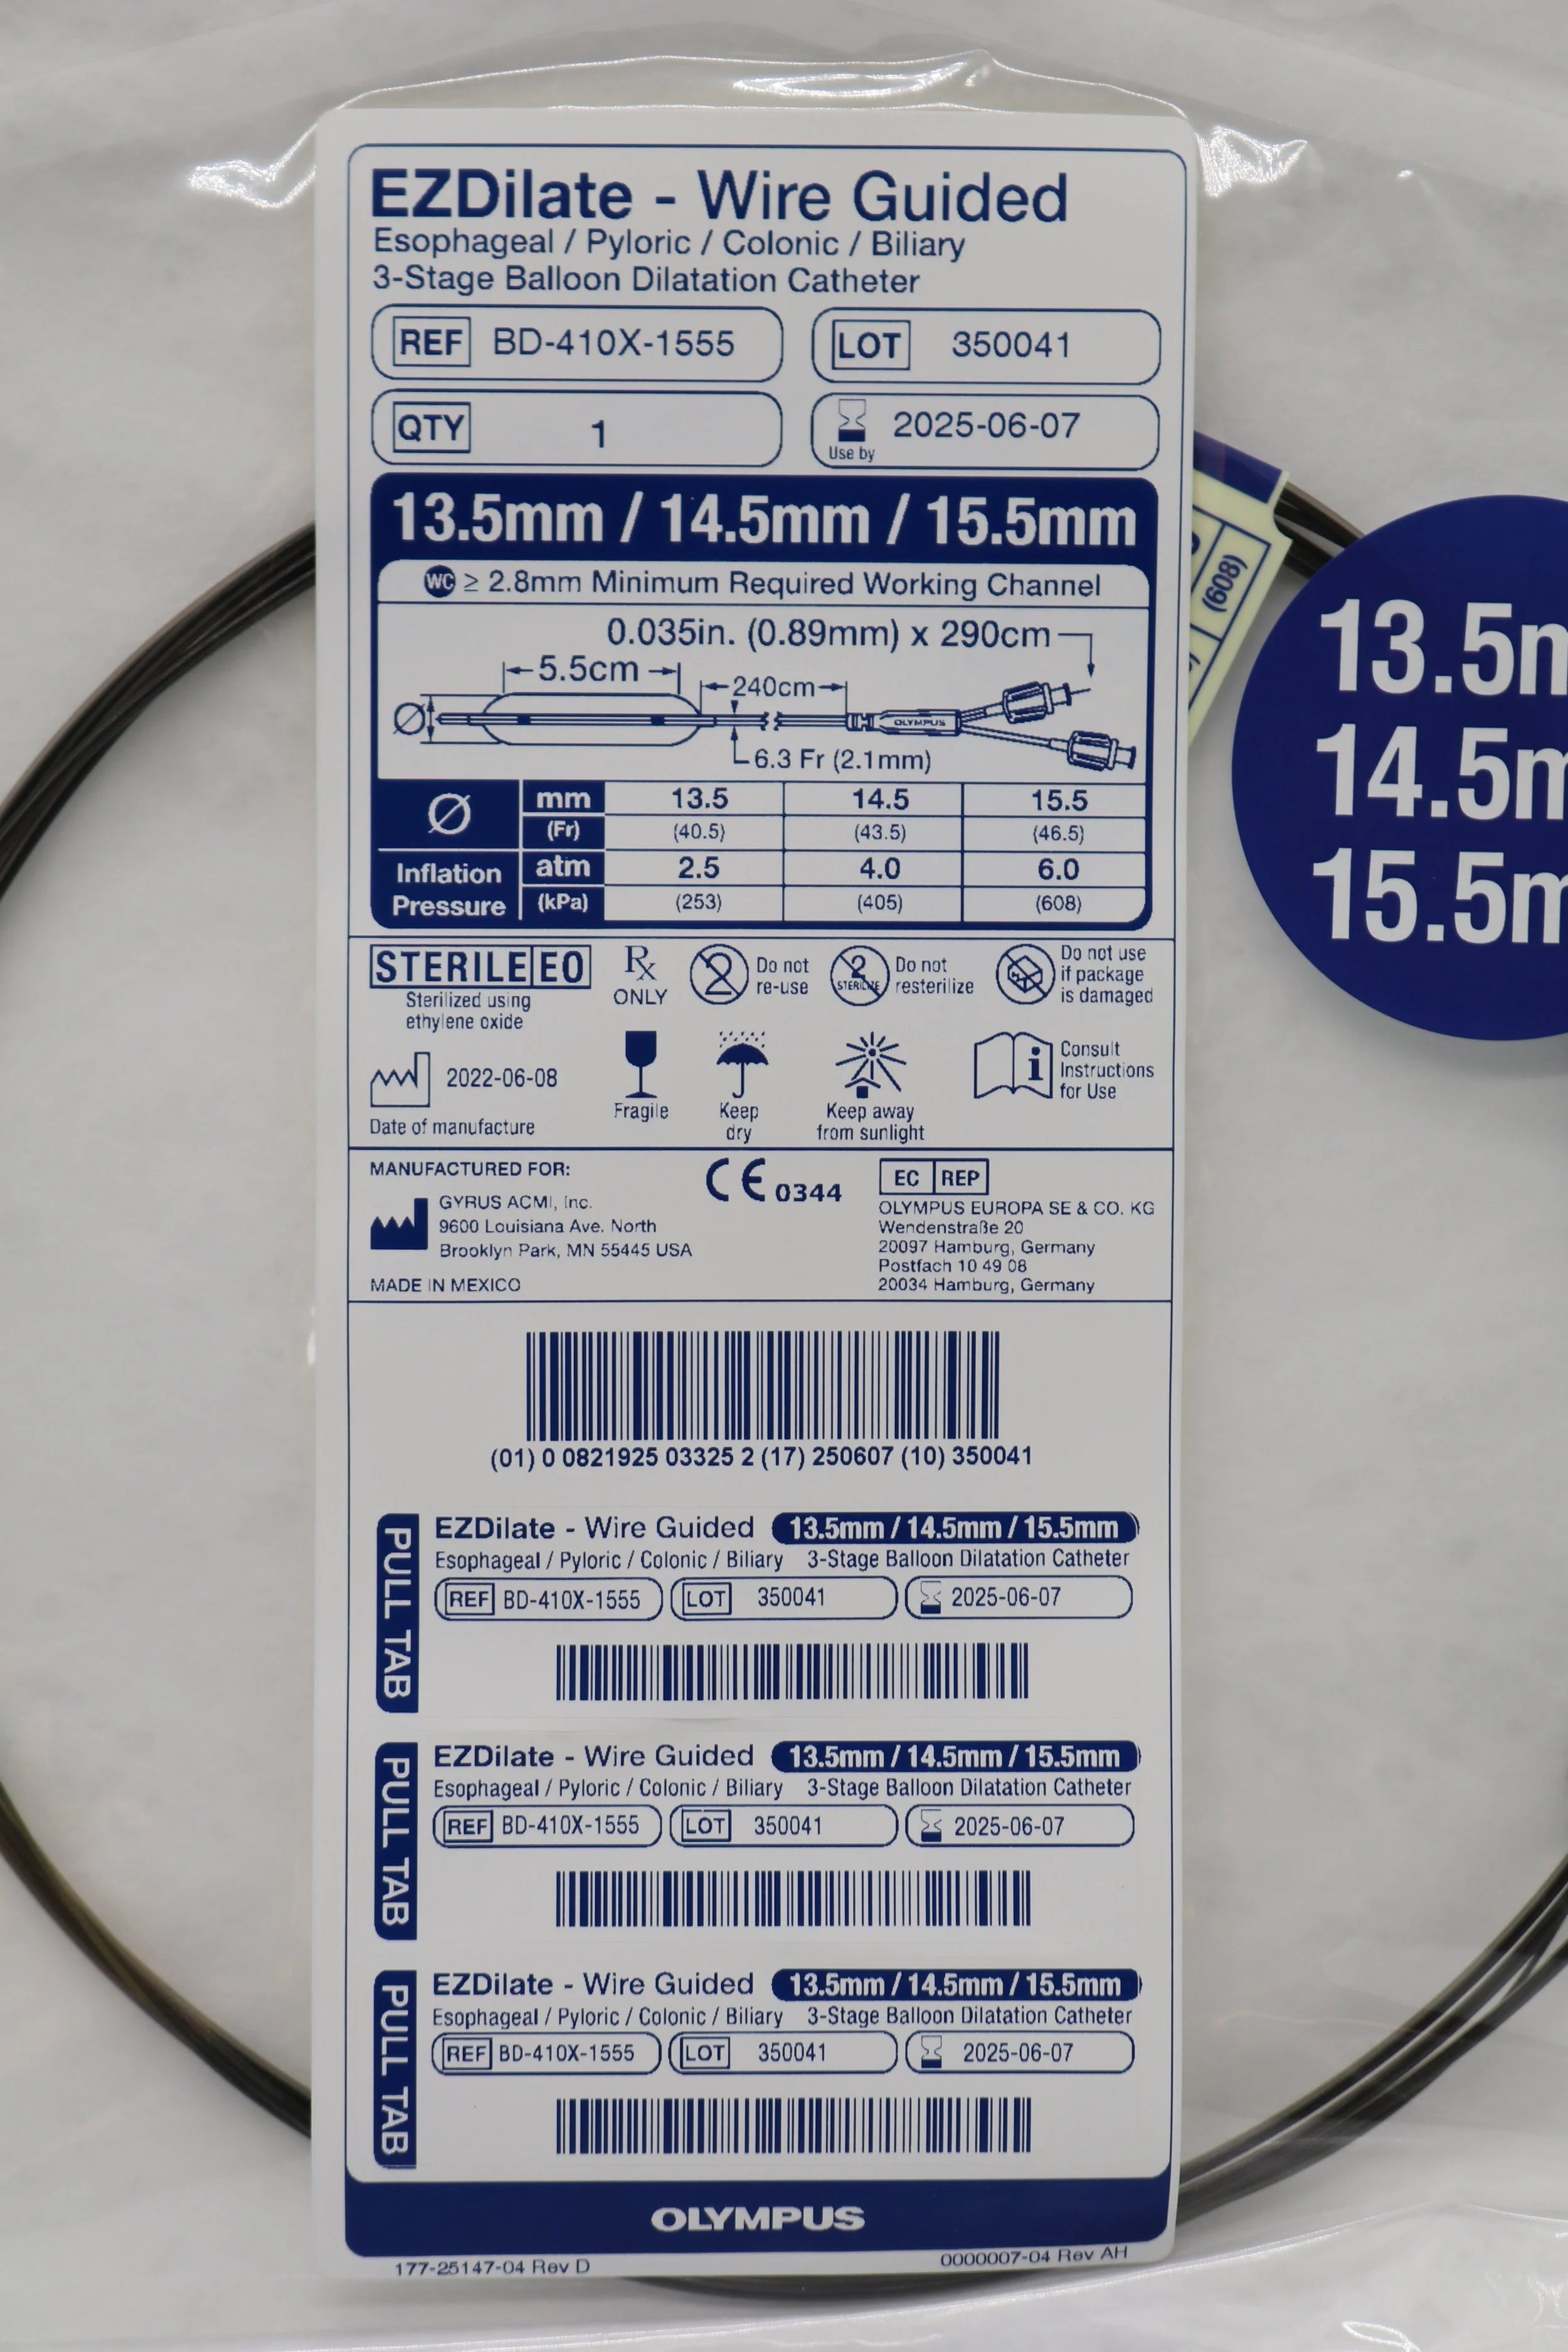 EZDilate - Wire Guided
Esophageal / Pyloric / Colonic / Biliary
3-Stage Balloon Dilatation Catheter
REF BD-410X-1555
LOT 350041
QTY 1
2025-06-07
Use by
13.5mm / 14.5mm / 15.5mm
WC ≥ 2.8mm Minimum Required Working Channel
0.035in. (0.89mm) x 290cm
5.5cm
240cm
Ø
OLYMPUS
6.3 Fr (2.1mm)
Ø mm 13.5 14.5 15.5
(Fr) (40.5) (43.5) (46.5)
Inflation Pressure atm 2.5 4.0 6.0
(kPa) (253) (405) (608)
STERILE EO
Sterilized using
ethylene oxide
Rx
ONLY
2
Do not
re-use
2
STERILIZE
Do not
resterilize
Do not use
if package
is damaged
2022-06-08
Date of manufacture
Fragile
Keep
dry
Keep away
from sunlight
i
Consult
Instructions
for Use
MANUFACTURED FOR:
GYRUS ACMI, Inc.
9600 Louisiana Ave. North
Brooklyn Park, MN 55445 USA
MADE IN MEXICO
CE 0344
EC REP
OLYMPUS EUROPA SE & CO. KG
Wendenstraße 20
20097 Hamburg, Germany
Postfach 10 49 08
20034 Hamburg, Germany
(01) 0 0821925 03325 2 (17) 250607 (10) 350041
PULL TAB
EZDilate - Wire Guided 13.5mm / 14.5mm / 15.5mm
Esophageal / Pyloric / Colonic / Biliary 3-Stage Balloon Dilatation Catheter
REF BD-410X-1555 LOT 350041 2025-06-07
PULL TAB
EZDilate - Wire Guided 13.5mm / 14.5mm / 15.5mm
Esophageal / Pyloric / Colonic / Biliary 3-Stage Balloon Dilatation Catheter
REF BD-410X-1555 LOT 350041 2025-06-07
PULL TAB
EZDilate - Wire Guided 13.5mm / 14.5mm / 15.5mm
Esophageal / Pyloric / Colonic / Biliary 3-Stage Balloon Dilatation Catheter
REF BD-410X-1555 LOT 350041 2025-06-07
OLYMPUS
177-25147-04 Rev D
0000007-04 Rev AH
(608)
13.5m
14.5m
15.5m